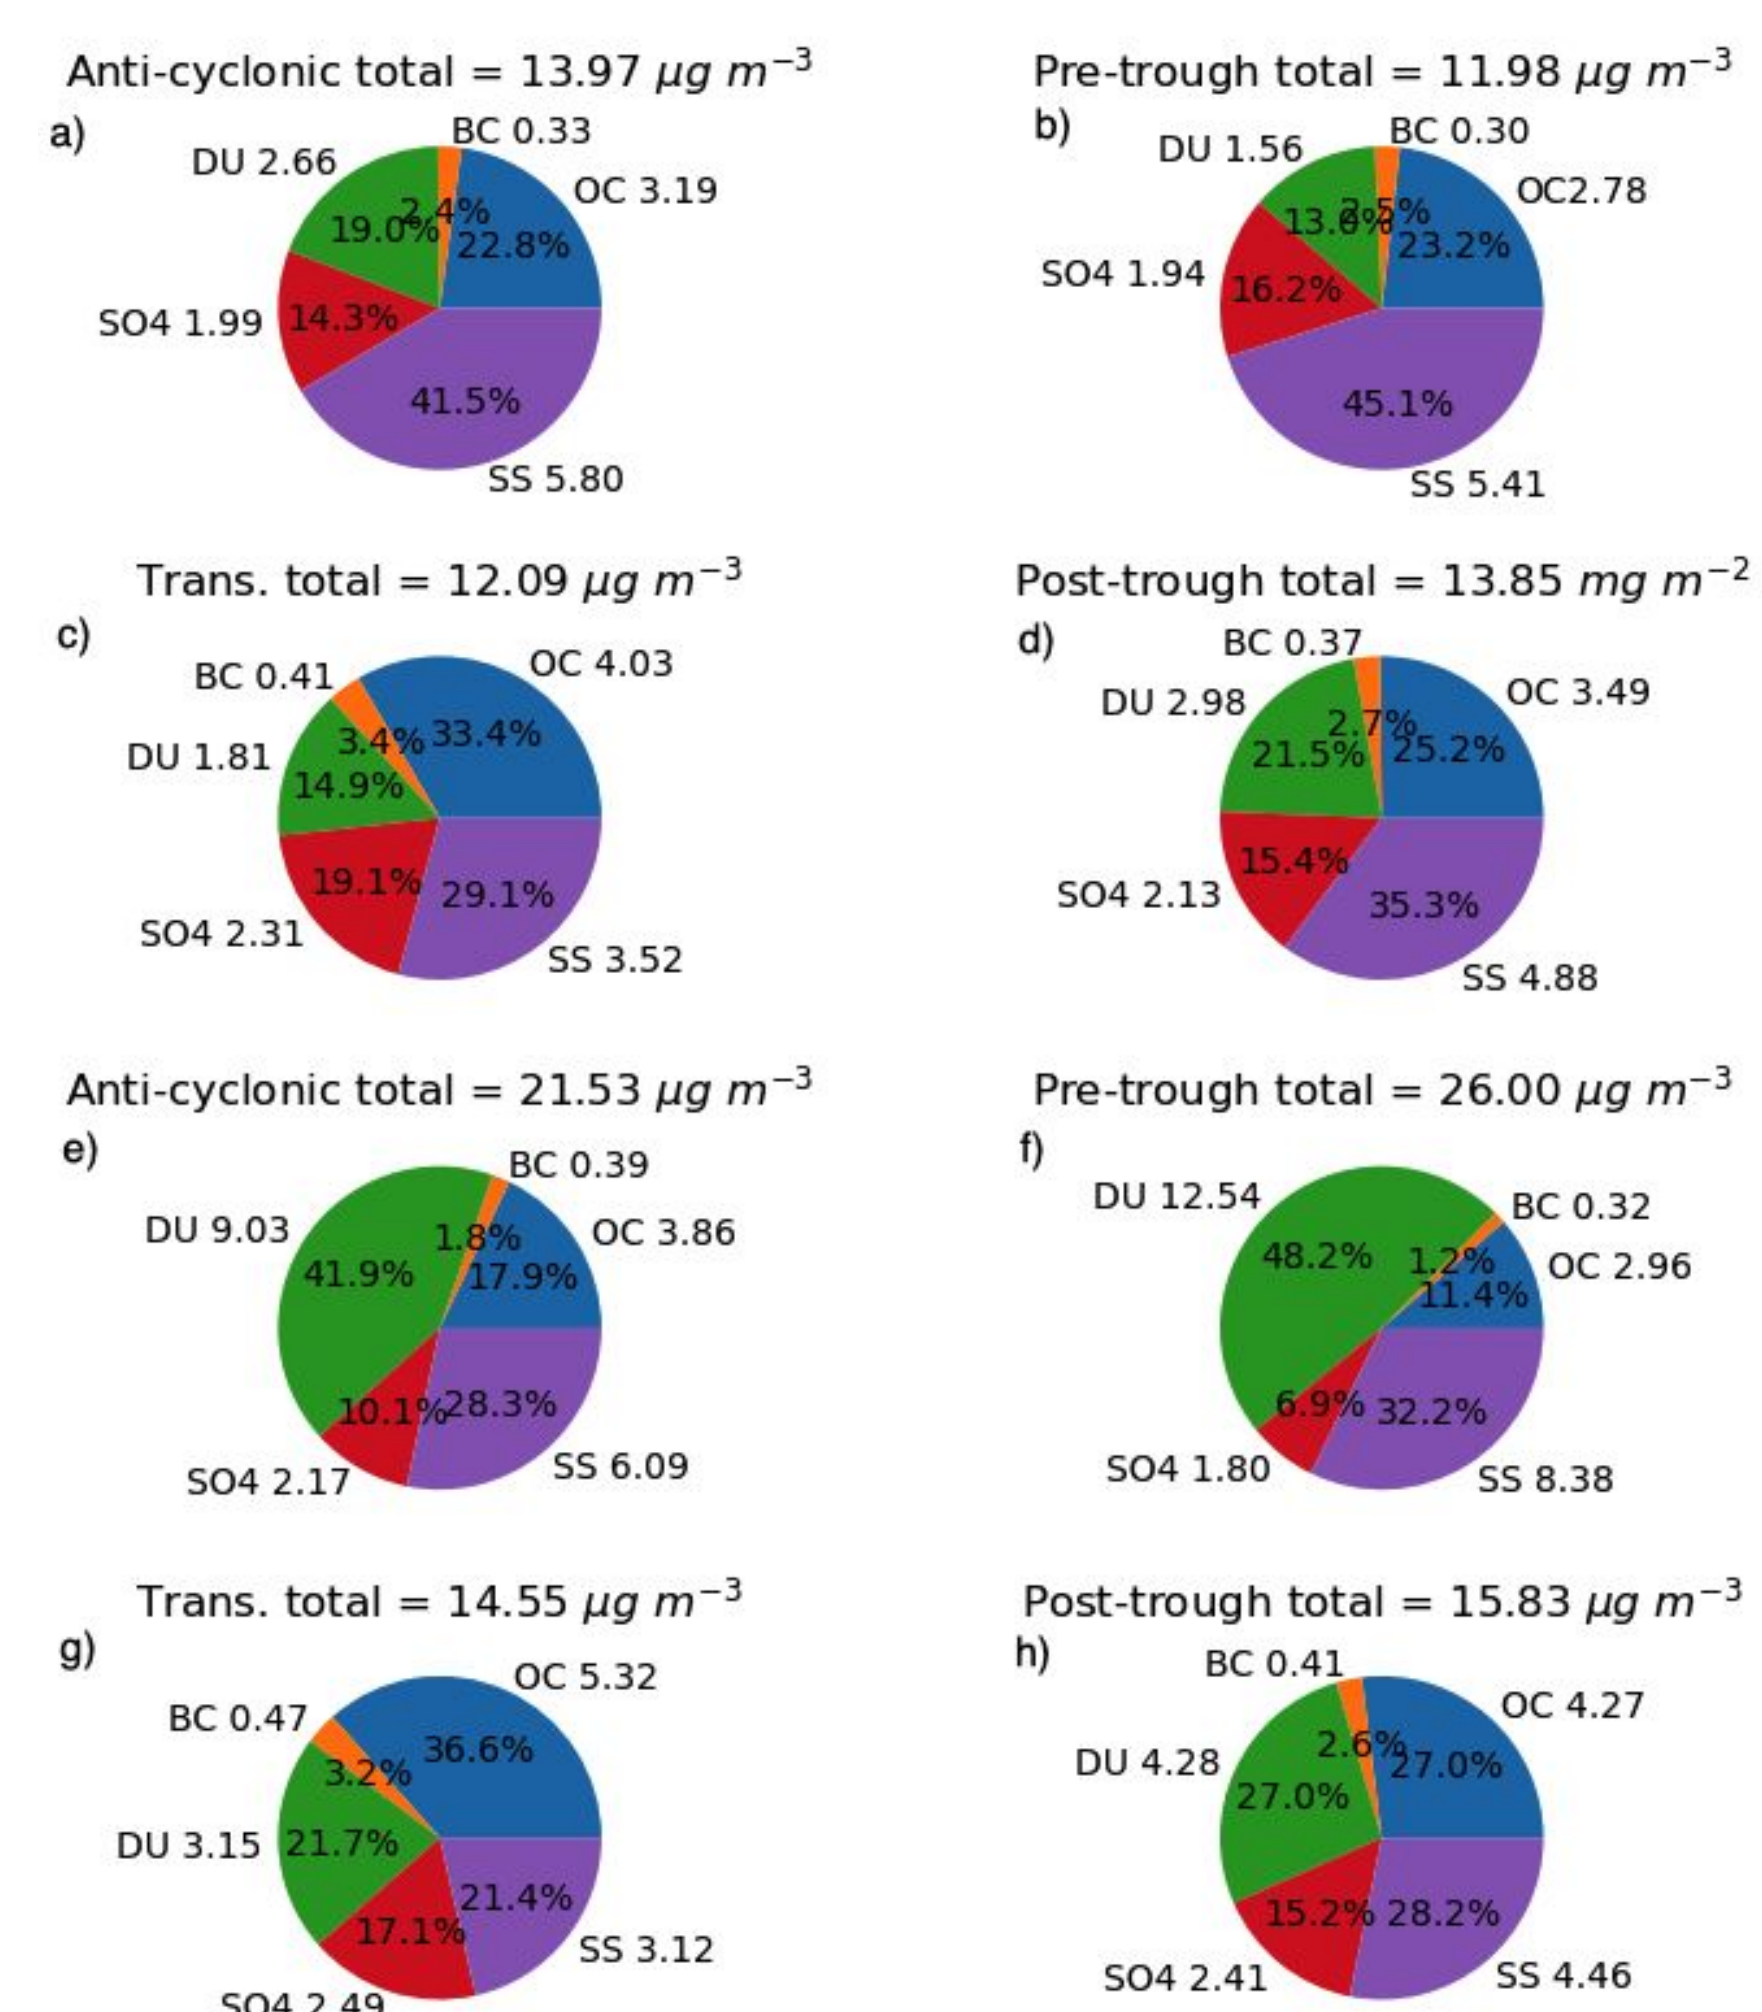 Anti-cyclonic total = 13.97 μg m⁻³
a)
BC 0.33
DU 2.66
OC 3.19
2.4%
19.0%
22.8%
SO4 1.99
14.3%
41.5%
SS 5.80
Pre-trough total = 11.98 μg m⁻³
b)
BC 0.30
DU 1.56
OC2.78
2.5%
13.0%
23.2%
SO4 1.94
16.2%
45.1%
SS 5.41
Trans. total = 12.09 μg m⁻³
c)
OC 4.03
BC 0.41
3.4%
33.4%
DU 1.81
14.9%
19.1%
29.1%
SO4 2.31
SS 3.52
Post-trough total = 13.85 mg m⁻²
d)
BC 0.37
OC 3.49
DU 2.98
2.7%
21.5%
25.2%
15.4%
SO4 2.13
35.3%
SS 4.88
Anti-cyclonic total = 21.53 μg m⁻³
e)
BC 0.39
DU 9.03
OC 3.86
1.8%
41.9%
17.9%
10.1%
28.3%
SO4 2.17
SS 6.09
Pre-trough total = 26.00 μg m⁻³
f)
DU 12.54
BC 0.32
48.2%
1.2%
OC 2.96
11.4%
6.9%
32.2%
SO4 1.80
SS 8.38
Trans. total = 14.55 μg m⁻³
g)
OC 5.32
BC 0.47
36.6%
3.2%
DU 3.15
21.7%
21.4%
17.1%
SS 3.12
SO4 2.49
Post-trough total = 15.83 μg m⁻³
h)
BC 0.41
OC 4.27
2.6%
DU 4.28
27.0%
27.0%
15.2%
28.2%
SO4 2.41
SS 4.46